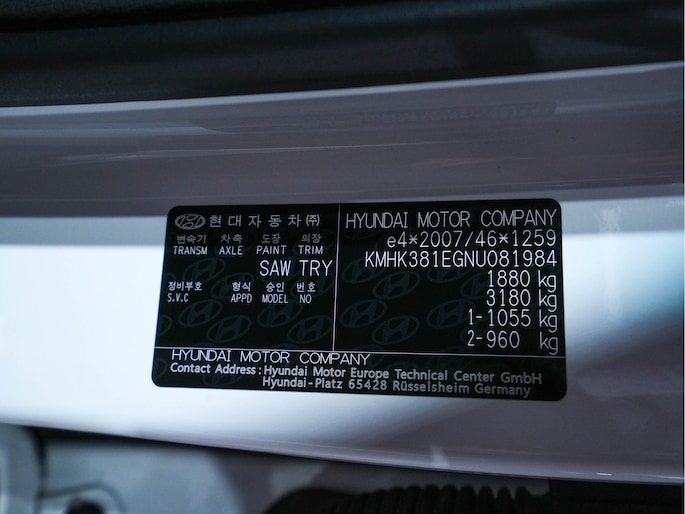 현대자동차(주)
변속기 차축 도장 의장
TRANSM AXLE PAINT TRIM
SAW TRY
정비부호 형식 승인 번호
S.V.C APPD MODEL NO
HYUNDAI MOTOR COMPANY
e4*2007/46*1259
KMHK381EGNU081984
1880 kg
3180 kg
1-1055 kg
2-960 kg
HYUNDAI MOTOR COMPANY
Contact Address : Hyundai Motor Europe Technical Center GmbH
Hyundai-Platz 65428 Rüsselsheim Germany